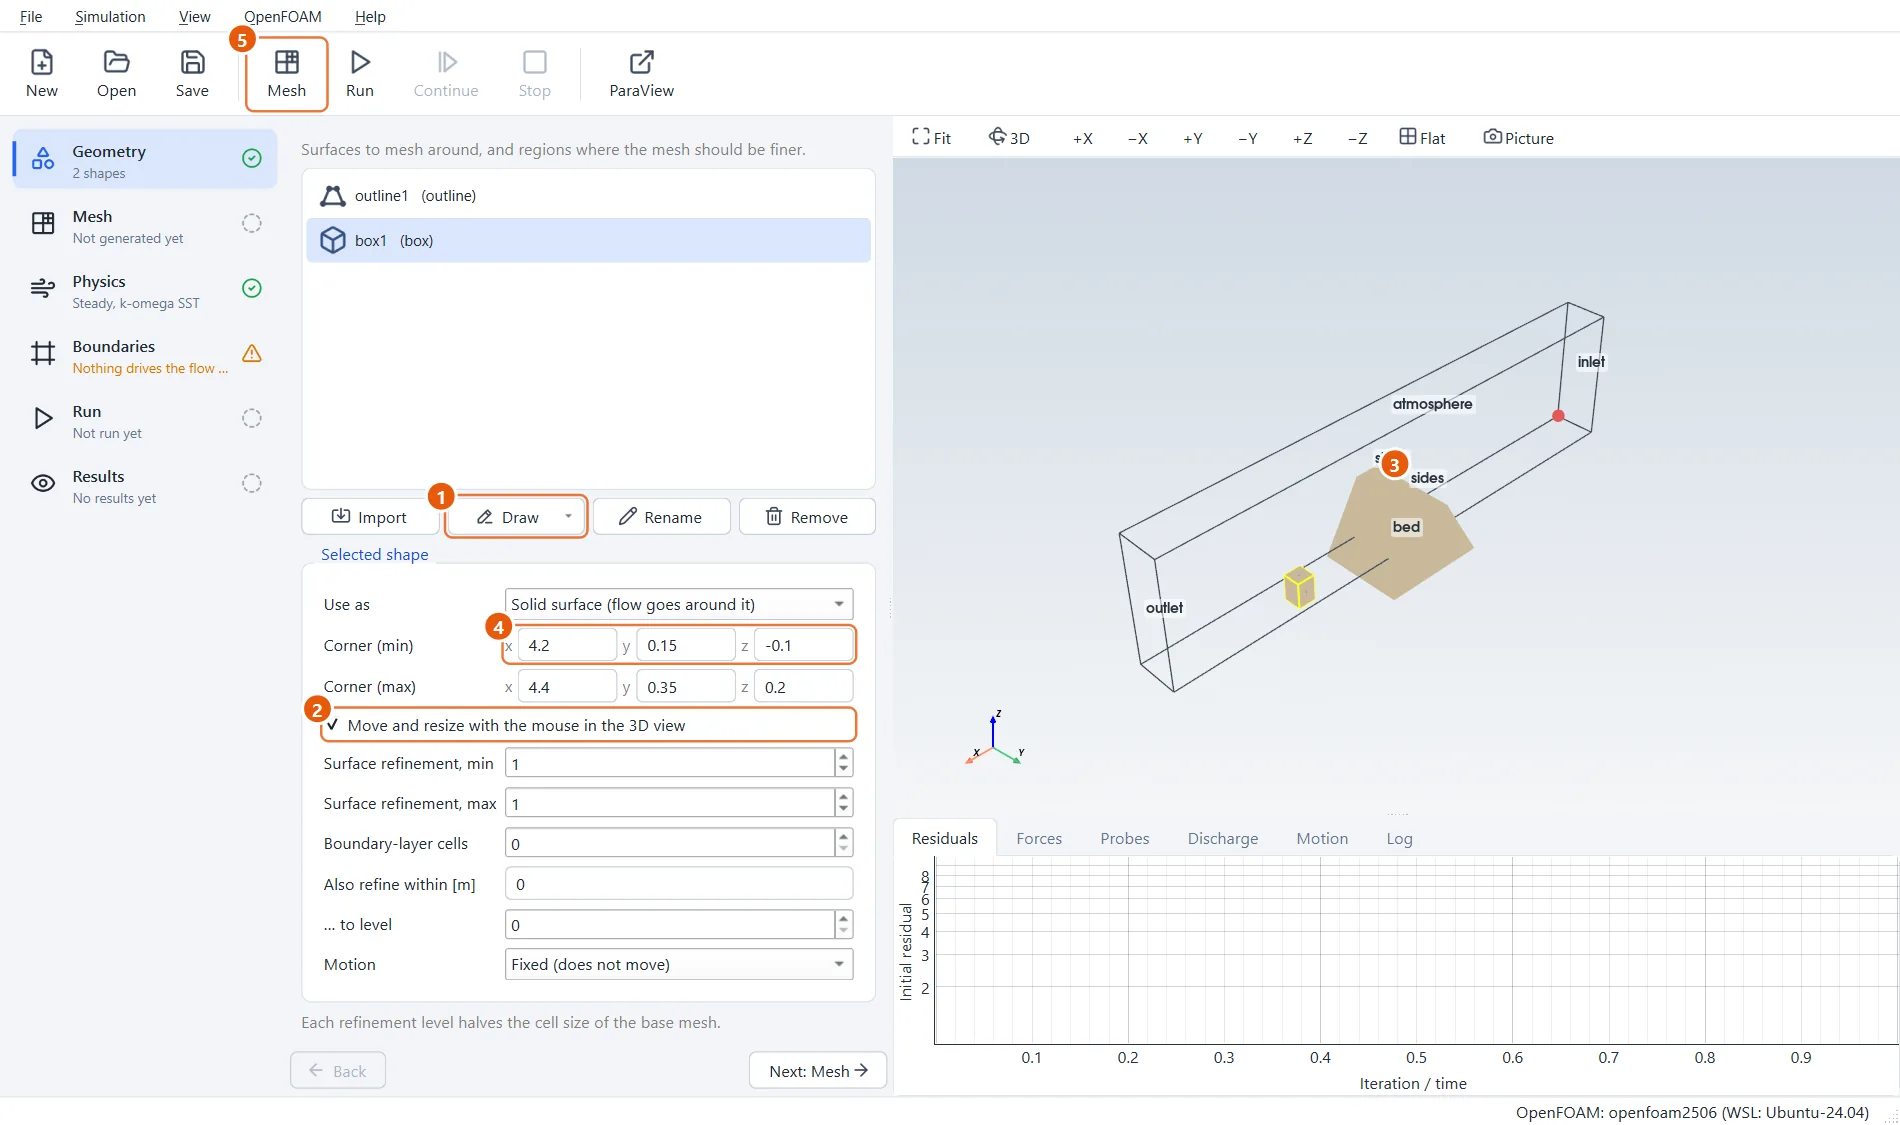 File Simulation View OpenFOAM Help
5
New Open Save Mesh Run Continue Stop ParaView
Geometry
2 shapes
Mesh
Not generated yet
Physics
Steady, k-omega SST
Boundaries
Nothing drives the flow ...
Run
Not run yet
Results
No results yet
Surfaces to mesh around, and regions where the mesh should be finer.
outline1 (outline)
box1 (box)
1
Import Draw Rename Remove
Selected shape
Use as Solid surface (flow goes around it)
4
Corner (min) x 4.2 y 0.15 z -0.1
Corner (max) x 4.4 y 0.35 z 0.2
2
Move and resize with the mouse in the 3D view
Surface refinement, min 1
Surface refinement, max 1
Boundary-layer cells 0
Also refine within [m] 0
... to level 0
Motion Fixed (does not move)
Each refinement level halves the cell size of the base mesh.
Back Next: Mesh
Fit 3D +X −X +Y −Y +Z −Z Flat Picture
inlet
atmosphere
3
sides
bed
outlet
Z
X Y
Residuals Forces Probes Discharge Motion Log
8
7
6
5
4
3
2
Initial residual
0.1 0.2 0.3 0.4 0.5 0.6 0.7 0.8 0.9
Iteration / time
OpenFOAM: openfoam2506 (WSL: Ubuntu-24.04)